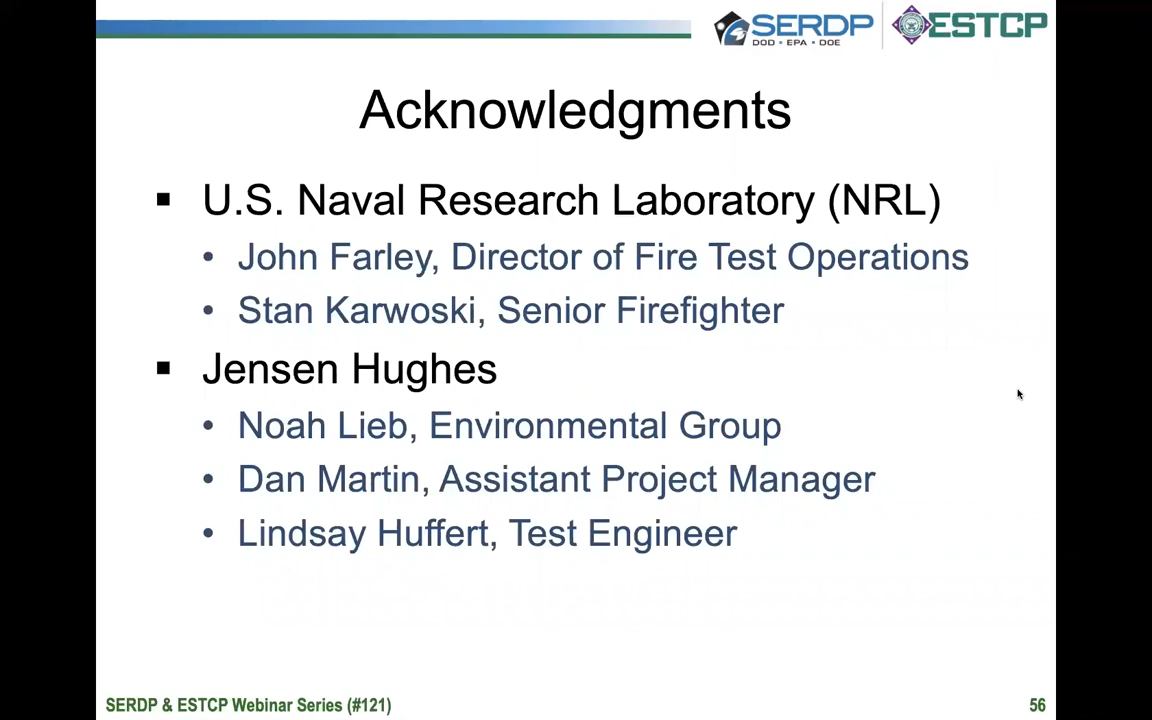 SERDP
DOD • EPA • DOE
ESTCP
Acknowledgments
▪ U.S. Naval Research Laboratory (NRL)
• John Farley, Director of Fire Test Operations
• Stan Karwoski, Senior Firefighter
▪ Jensen Hughes
• Noah Lieb, Environmental Group
• Dan Martin, Assistant Project Manager
• Lindsay Huffert, Test Engineer
SERDP & ESTCP Webinar Series (#121)
56